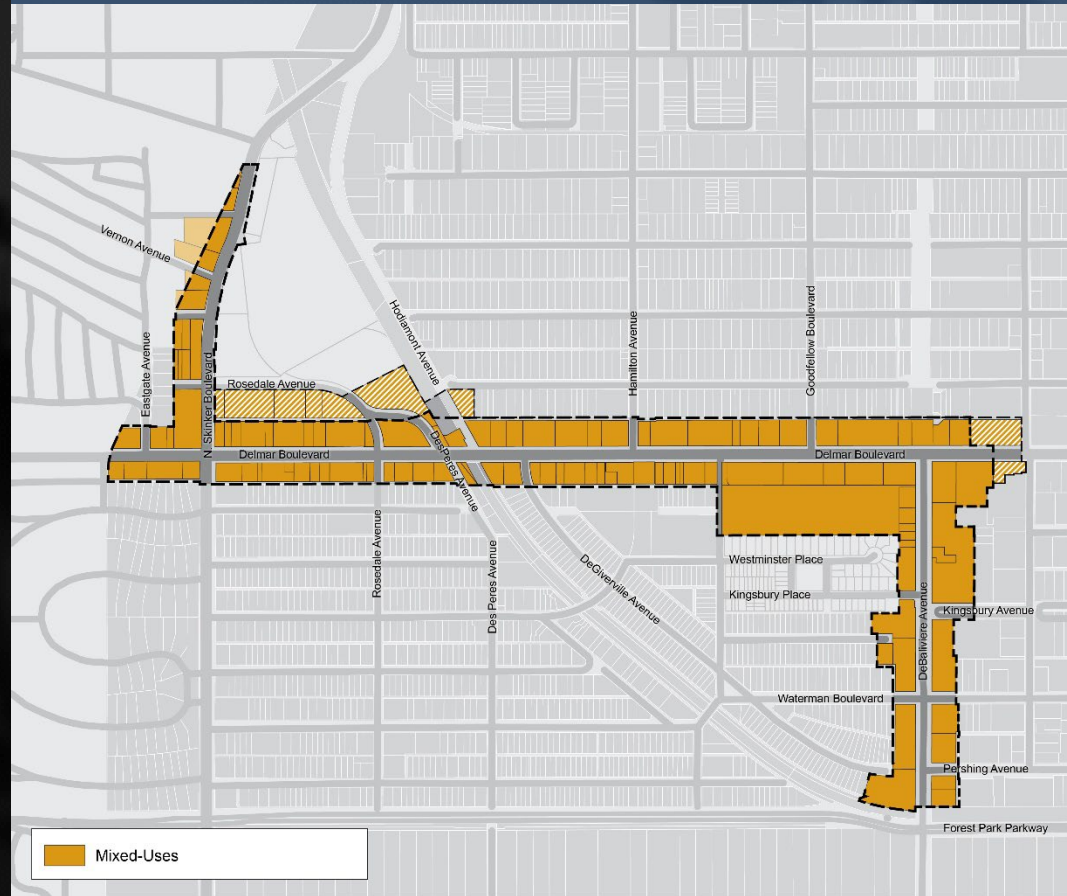 Vernon Avenue
Eastgate Avenue
N. Skinker Boulevard
Rosedale Avenue
Hodiamont Avenue
Hamilton Avenue
Goodfellow Boulevard
Delmar Boulevard
DesPeres Avenue
Delmar Boulevard
Rosedale Avenue
Des Peres Avenue
DeGiverville Avenue
Westminster Place
Kingsbury Place
DeBaliviere Avenue
Kingsbury Avenue
Waterman Boulevard
Pershing Avenue
Forest Park Parkway
Mixed-Uses